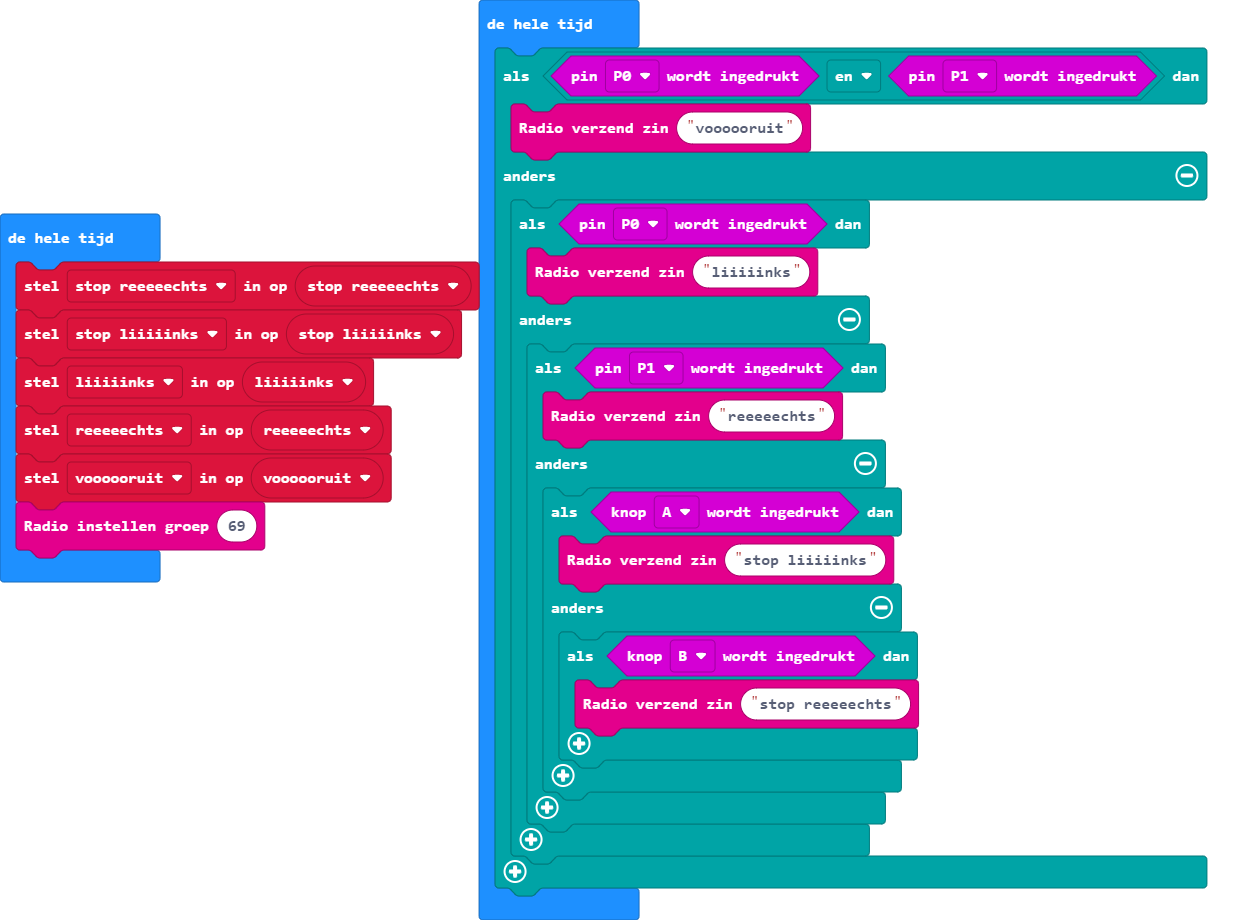 de hele tijd
stel stop reeeeechts in op stop reeeeechts
stel stop liiiiinks in op stop liiiiinks
stel liiiiinks in op liiiiinks
stel reeeeechts in op reeeeechts
stel voooooruit in op voooooruit
Radio instellen groep 69
de hele tijd
als pin P0 wordt ingedrukt en pin P1 wordt ingedrukt dan
Radio verzend zin "voooooruit"
anders
als pin P0 wordt ingedrukt dan
Radio verzend zin "liiiiinks"
anders
als pin P1 wordt ingedrukt dan
Radio verzend zin "reeeeechts"
anders
als knop A wordt ingedrukt dan
Radio verzend zin "stop liiiiinks"
anders
als knop B wordt ingedrukt dan
Radio verzend zin "stop reeeeechts"